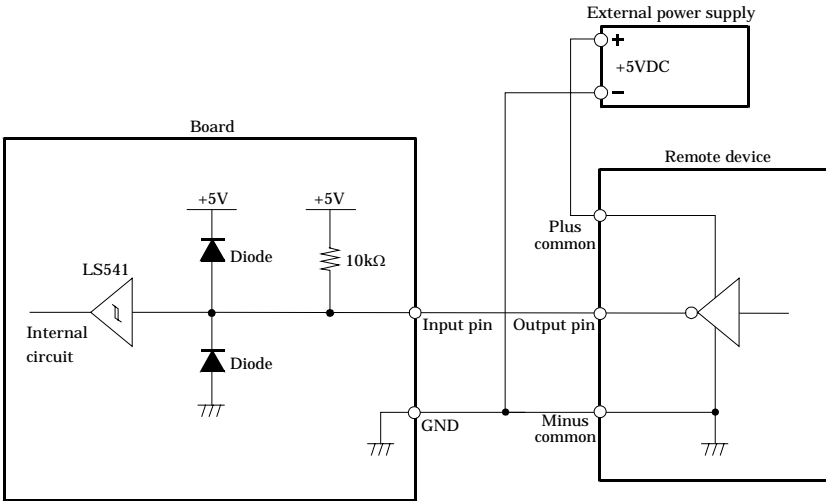 External power supply
+
+5VDC
−
Board
Remote device
+5V
+5V
Plus
common
Diode
10kΩ
LS541
Input pin
Output pin
Internal
circuit
Diode
GND
Minus
common